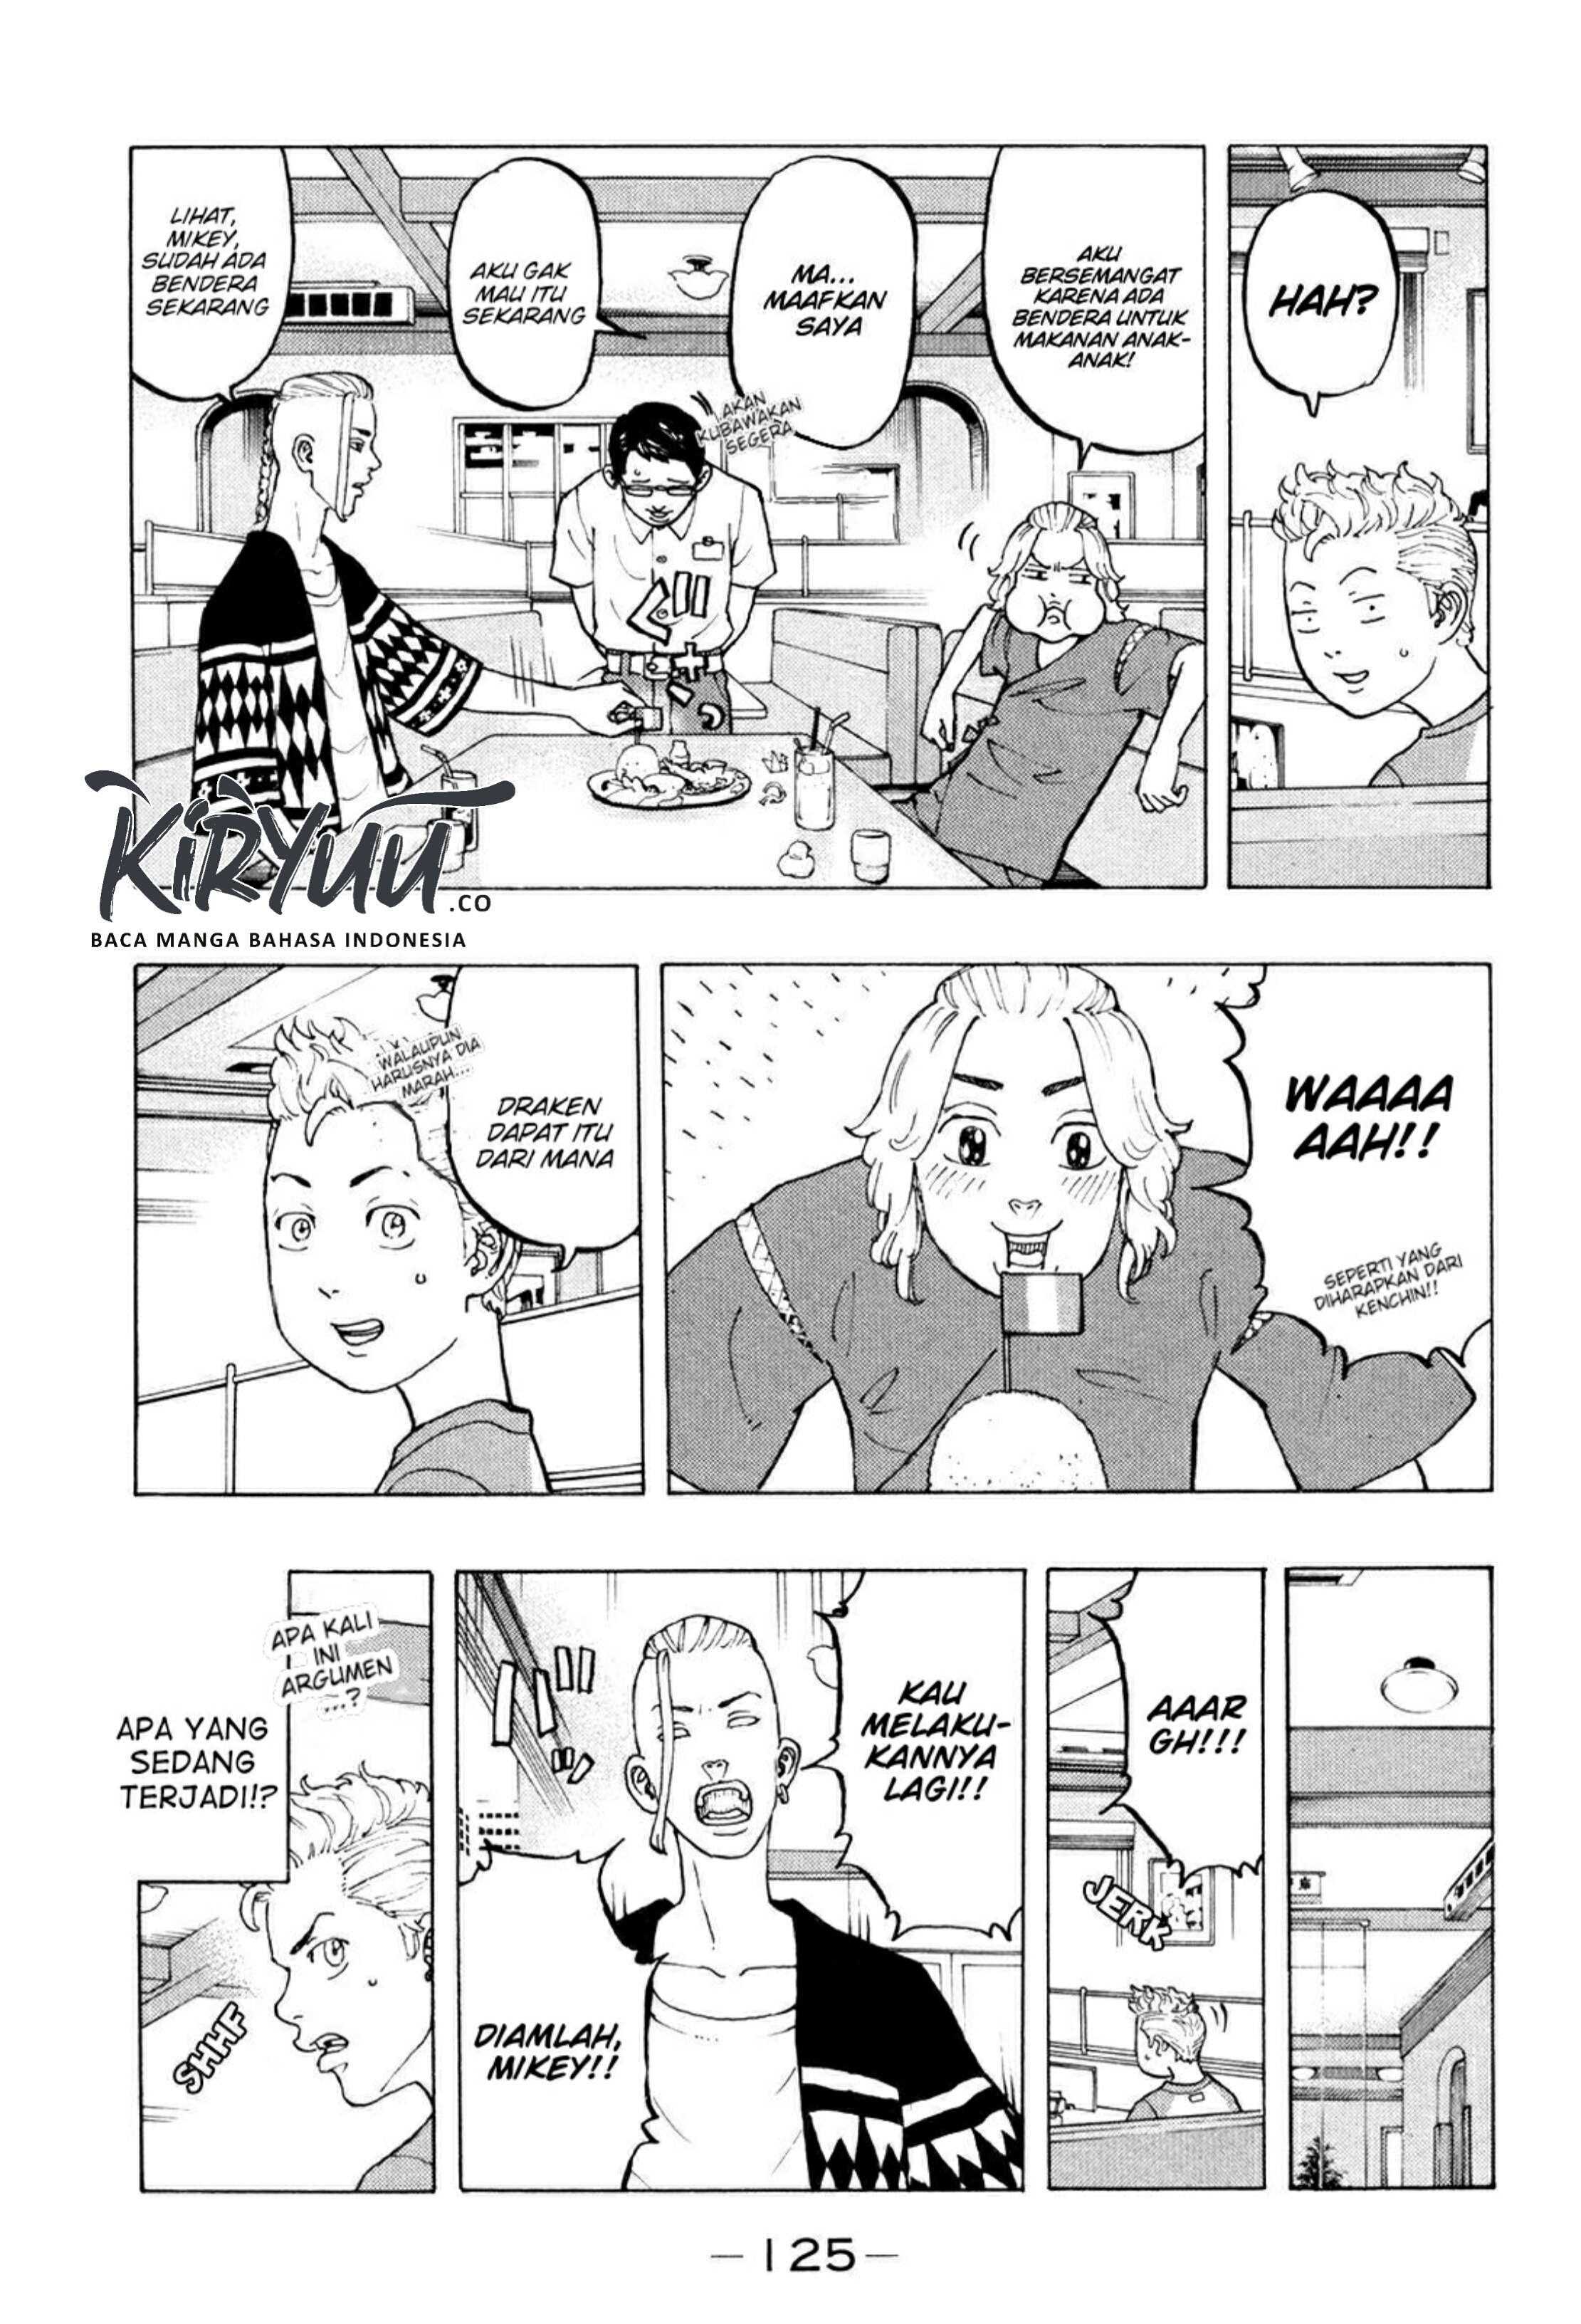 HAH?
AKU
BERSEMANGAT
KARENA ADA
BENDERA UNTUK
MAKANAN ANAK-
ANAK!
MA...
MAAFKAN
SAYA
AKAN
KUBAWAKAN
SEGERA
AKU GAK
MAU ITU
SEKARANG
LIHAT,
MIKEY,
SUDAH ADA
BENDERA
SEKARANG
KiRYUU
.CO
BACA MANGA BAHASA INDONESIA
WAAAA
AAH!!
SEPERTI YANG
DIHARAPKAN DARI
KENCHIN!!
DRAKEN
DAPAT ITU
DARI MANA
WALAUPUN
HARUSNYA DIA
MARAH...
AAAR
GH!!!
JERK
KAU
MELAKU-
KANNYA
LAGI!!
DIAMLAH,
MIKEY!!
APA KALI
INI
ARGUMEN
...?
APA YANG
SEDANG
TERJADI!?
SHHF
—125—